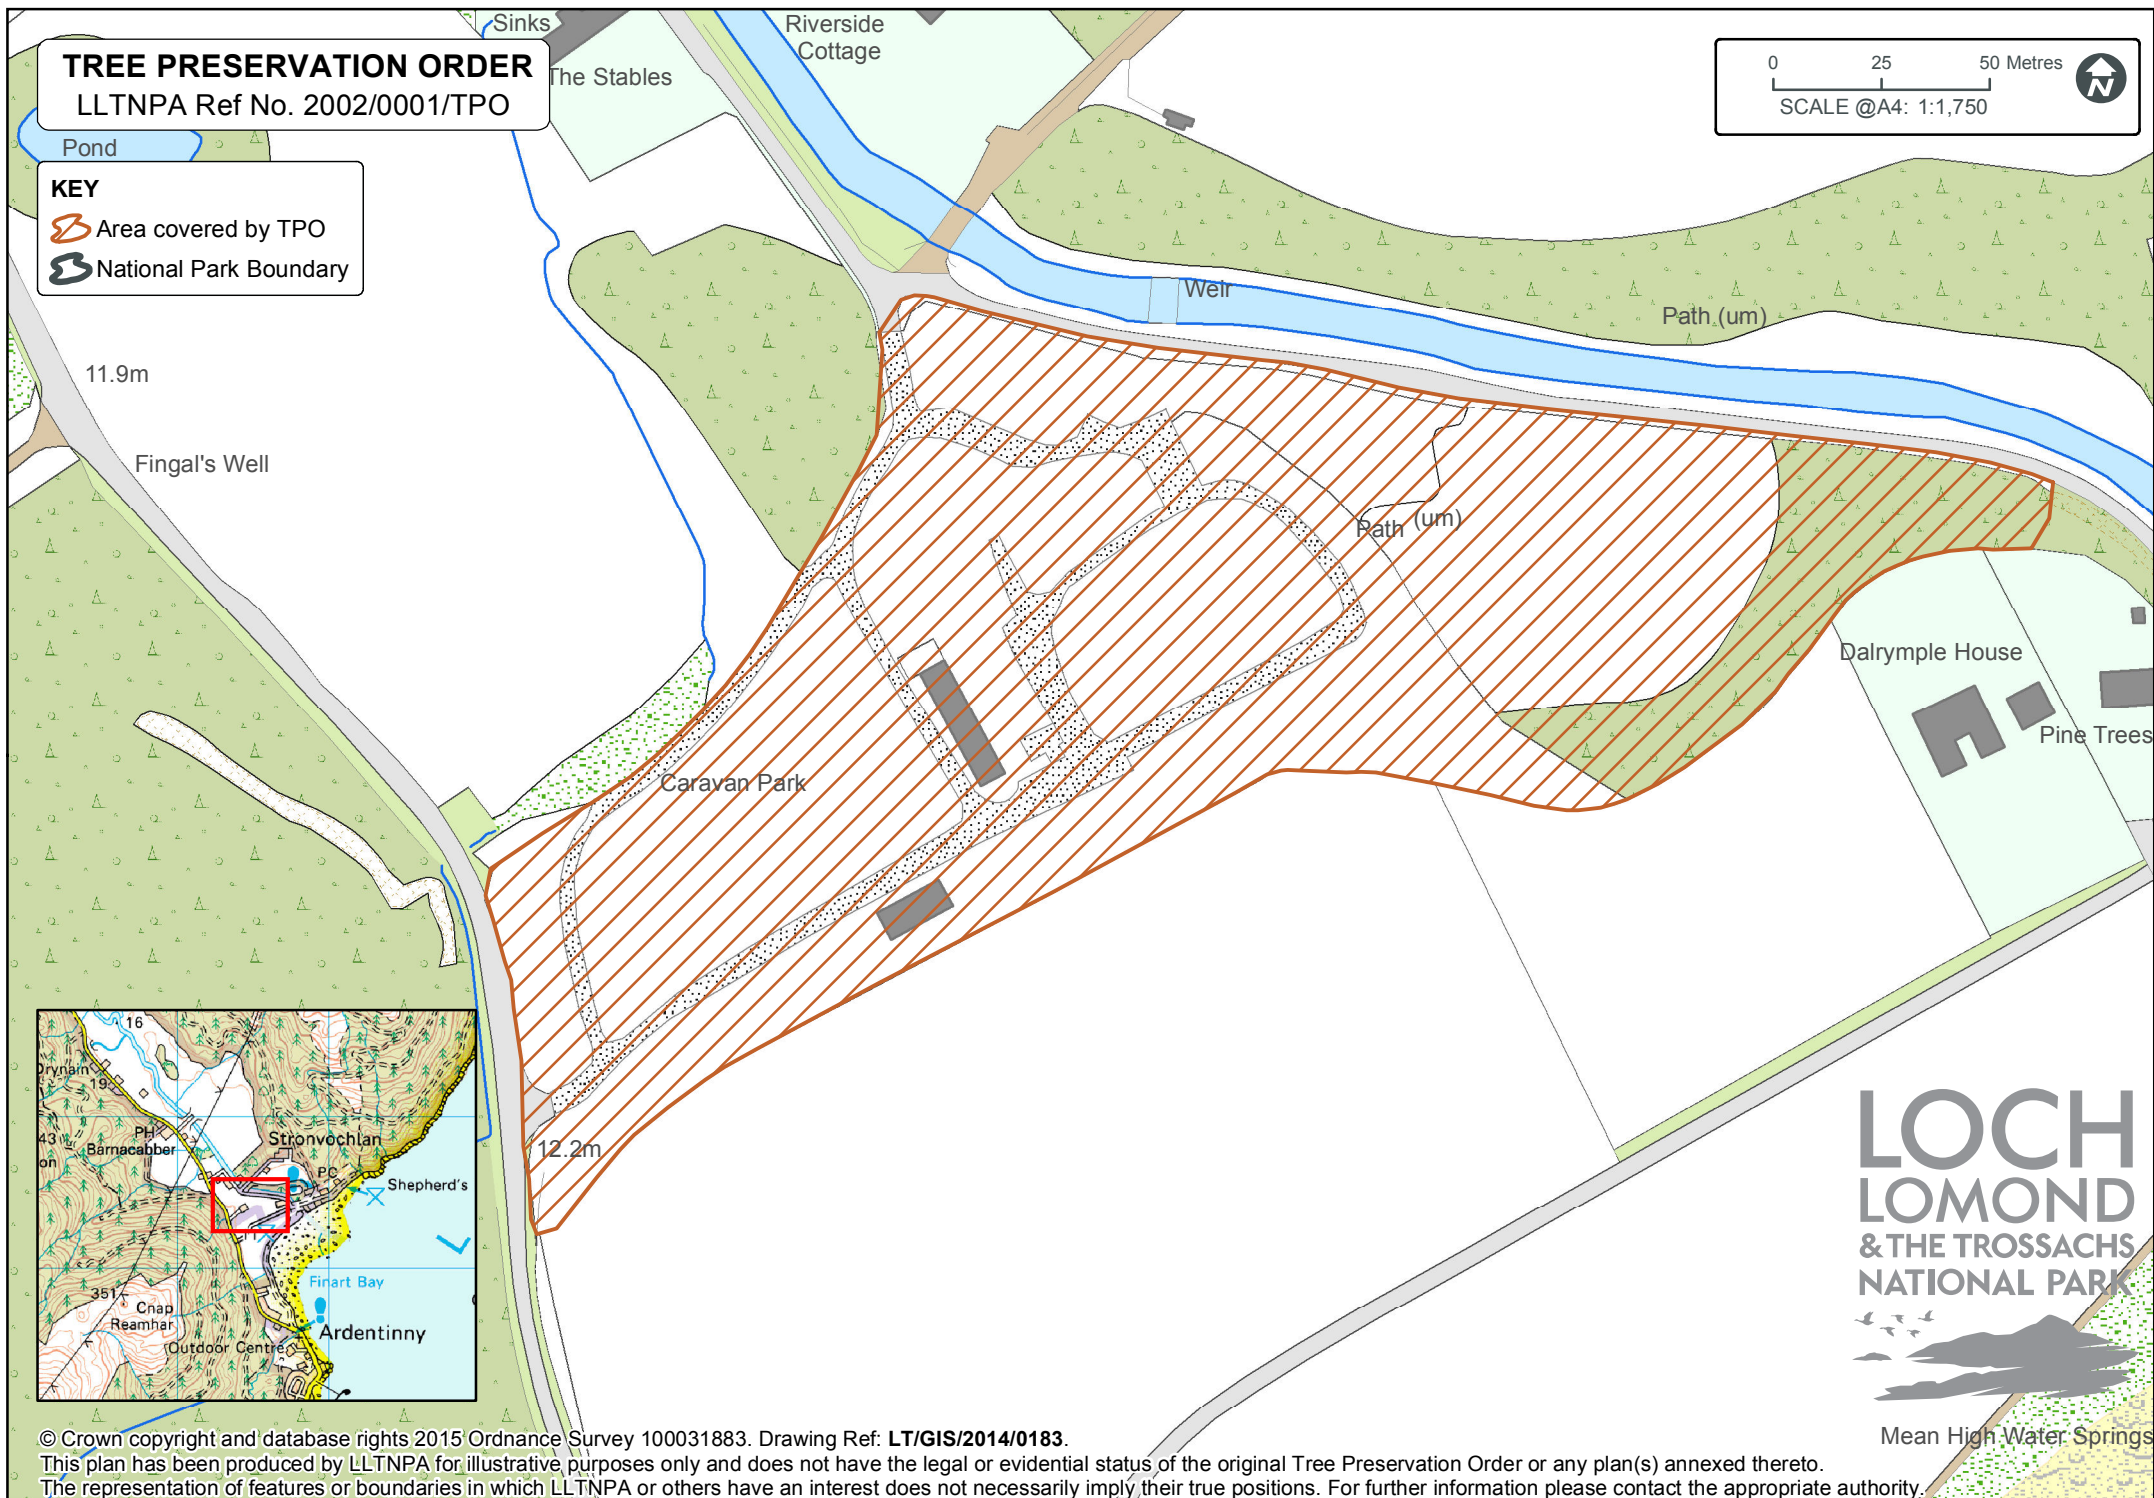 TREE PRESERVATION ORDER
LLTNPA Ref No. 2002/0001/TPO
Sinks
The Stables
Riverside
Cottage
0 25 50 Metres
SCALE @A4: 1:1,750
N
Pond
KEY
Area covered by TPO
National Park Boundary
Weir
Path (um)
11.9m
Fingal's Well
Path (um)
Dalrymple House
Pine Trees
Caravan Park
12.2m
16
Drynain
19
43
on
PH
Barnacabber
Stronvochlan
PC
Shepherd's
Finart Bay
351
Cnap
Reamhar
Outdoor Centre
Ardentinny
LOCH
LOMOND
& THE TROSSACHS
NATIONAL PARK
Mean High Water Springs
© Crown copyright and database rights 2015 Ordnance Survey 100031883. Drawing Ref: LT/GIS/2014/0183.
This plan has been produced by LLTNPA for illustrative purposes only and does not have the legal or evidential status of the original Tree Preservation Order or any plan(s) annexed thereto.
The representation of features or boundaries in which LLTNPA or others have an interest does not necessarily imply their true positions. For further information please contact the appropriate authority.